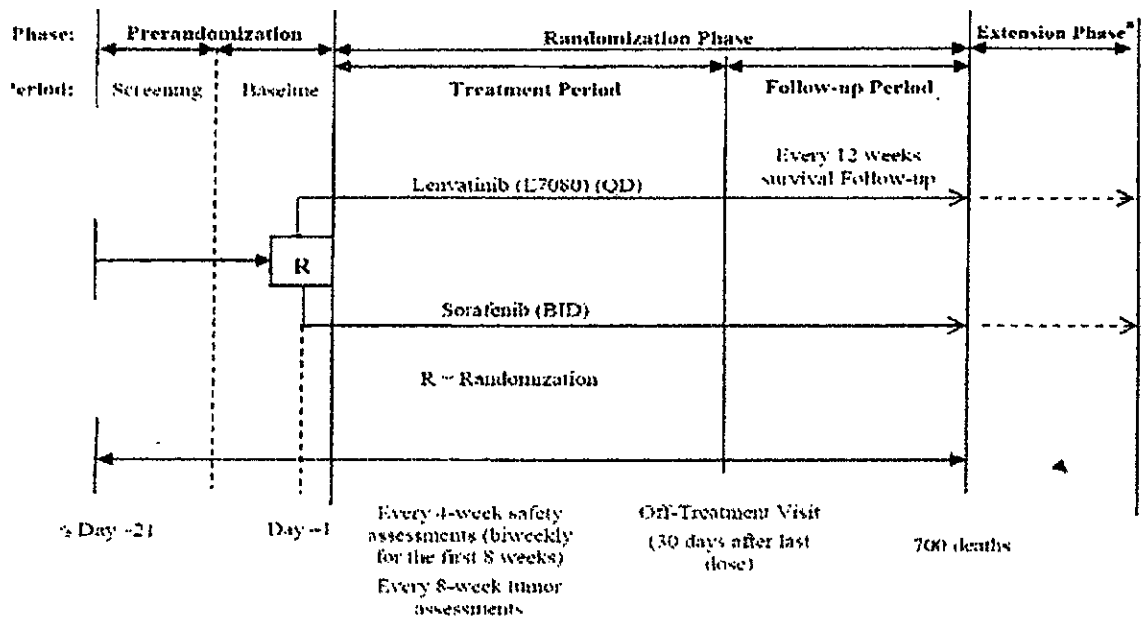 Phase: Prerandomization Randomization Phase Extension Phase a
eriod: Screening Baseline Treatment Period Follow-up Period
Every 12 weeks
survival Follow-up
Lenvatinib (E7080) (QD)
R
Sorafenib (BID)
R = Randomization
Day -21 Day -1
Every 4-week safety
assessments (biweekly
for the first 8 weeks)
Every 8-week tumor
assessments
Off-Treatment Visit
(30 days after last
dose)
700 deaths